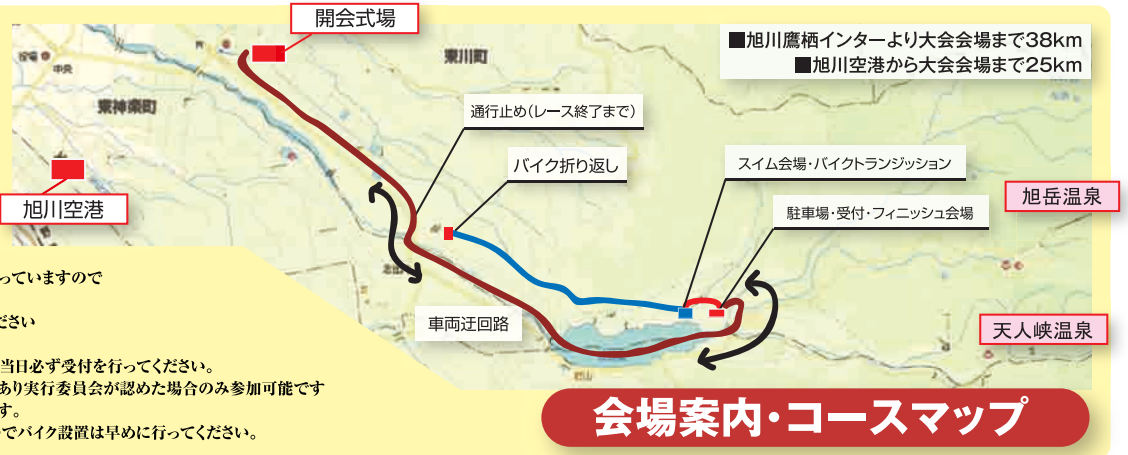 開会式場
■旭川鷹栖インターより大会会場まで38km
■旭川空港から大会会場まで25km
東川町
中央
東神楽町
通行止め(レース終了まで)
バイク折り返し
スイム会場・バイクトランジッション
旭岳温泉
旭川空港
駐車場・受付・フィニッシュ会場
っていますので
ださい
車両迂回路
天人峡温泉
当日必ず受付を行ってください。
あり実行委員会が認めた場合のみ参加可能です
す。
でバイク設置は早めに行ってください。
会場案内・コースマップ